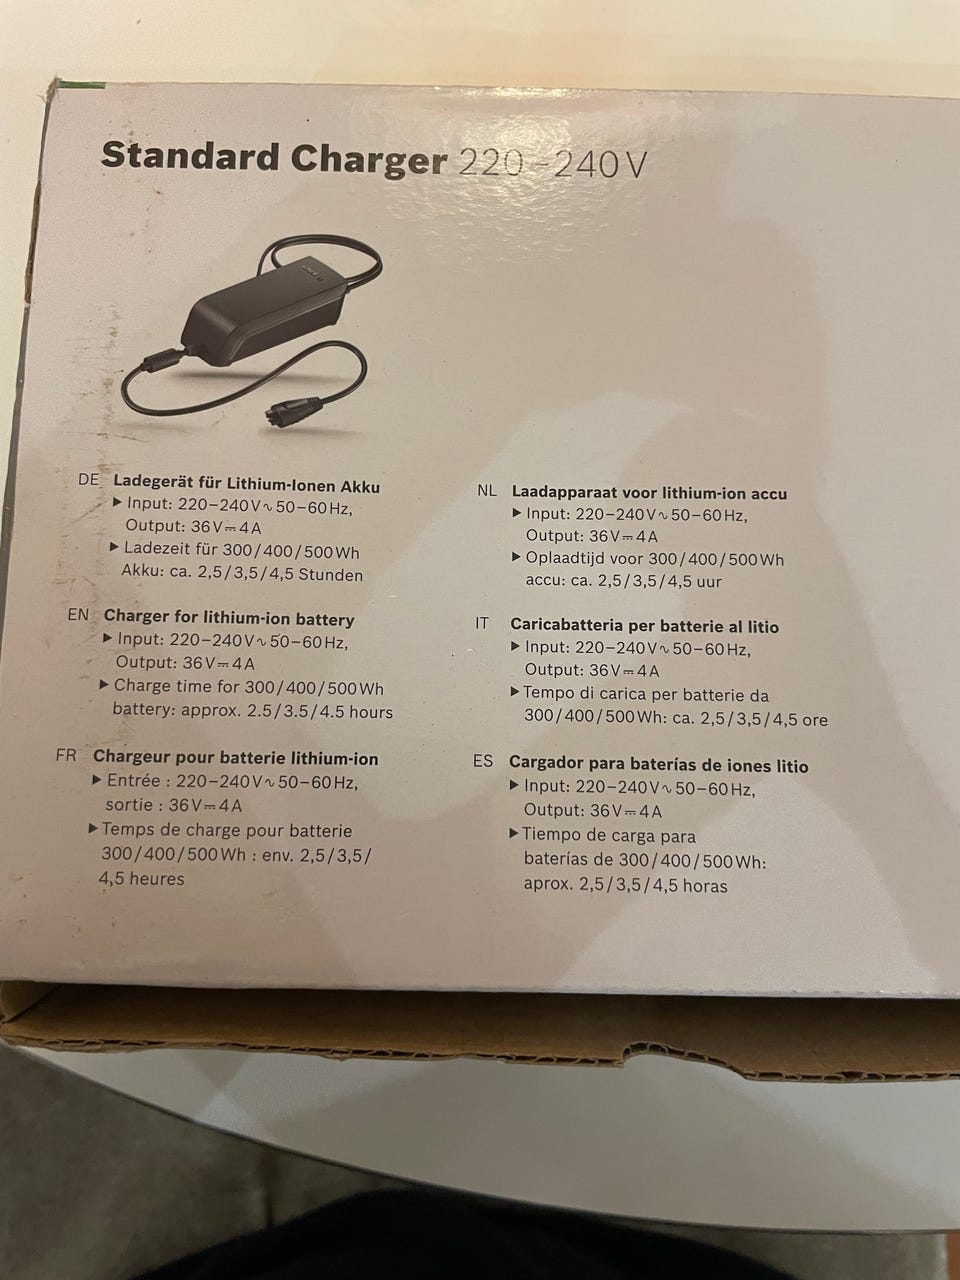 Standard Charger 220–240V
DE Ladegerät für Lithium-Ionen Akku
▶ Input: 220–240V∿50–60Hz,
Output: 36V⎓4A
▶ Ladezeit für 300/400/500Wh
Akku: ca. 2,5/3,5/4,5 Stunden
EN Charger for lithium-ion battery
▶ Input: 220–240V∿50–60Hz,
Output: 36V⎓4A
▶ Charge time for 300/400/500Wh
battery: approx. 2.5/3.5/4.5 hours
FR Chargeur pour batterie lithium-ion
▶ Entrée : 220–240V∿50–60Hz,
sortie : 36V⎓4A
▶ Temps de charge pour batterie
300/400/500Wh : env. 2,5/3,5/
4,5 heures
NL Laadapparaat voor lithium-ion accu
▶ Input: 220–240V∿50–60Hz,
Output: 36V⎓4A
▶ Oplaadtijd voor 300/400/500Wh
accu: ca. 2,5/3,5/4,5 uur
IT Caricabatteria per batterie al litio
▶ Input: 220–240V∿50–60Hz,
Output: 36V⎓4A
▶ Tempo di carica per batterie da
300/400/500Wh: ca. 2,5/3,5/4,5 ore
ES Cargador para baterías de iones litio
▶ Input: 220–240V∿50–60Hz,
Output: 36V⎓4A
▶ Tiempo de carga para
baterías de 300/400/500Wh:
aprox. 2,5/3,5/4,5 horas